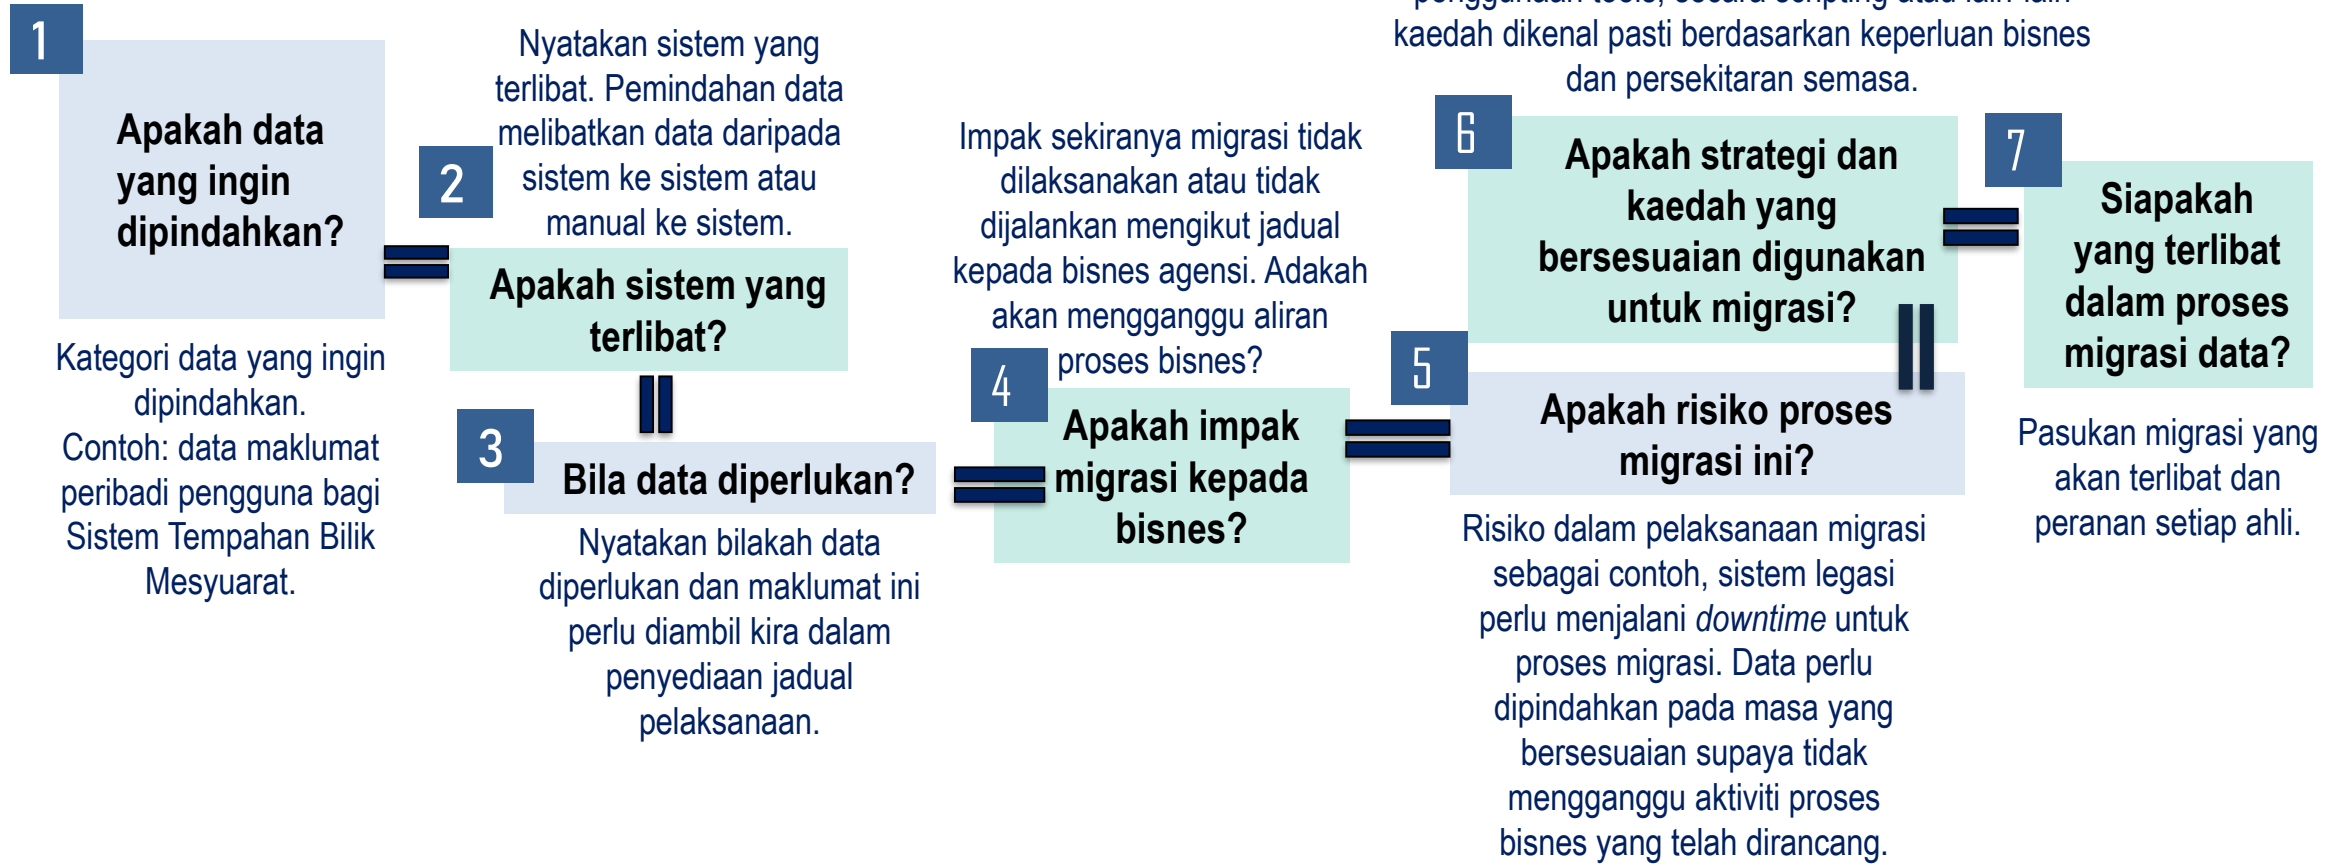 1
Apakah data
yang ingin
dipindahkan?
Kategori data yang ingin
dipindahkan.
Contoh: data maklumat
peribadi pengguna bagi
Sistem Tempahan Bilik
Mesyuarat.
Nyatakan sistem yang
terlibat. Pemindahan data
melibatkan data daripada
sistem ke sistem atau
manual ke sistem.
2
Apakah sistem yang
terlibat?
3
Bila data diperlukan?
Nyatakan bilakah data
diperlukan dan maklumat ini
perlu diambil kira dalam
penyediaan jadual
pelaksanaan.
Impak sekiranya migrasi tidak
dilaksanakan atau tidak
dijalankan mengikut jadual
kepada bisnes agensi. Adakah
akan mengganggu aliran
proses bisnes?
4
Apakah impak
migrasi kepada
bisnes?
5
Apakah risiko proses
migrasi ini?
Risiko dalam pelaksanaan migrasi
sebagai contoh, sistem legasi
perlu menjalani downtime untuk
proses migrasi. Data perlu
dipindahkan pada masa yang
bersesuaian supaya tidak
mengganggu aktiviti proses
bisnes yang telah dirancang.
penggunaan tools, secara scripting atau lain-lain
kaedah dikenal pasti berdasarkan keperluan bisnes
dan persekitaran semasa.
6
Apakah strategi dan
kaedah yang
bersesuaian digunakan
untuk migrasi?
7
Siapakah
yang terlibat
dalam proses
migrasi data?
Pasukan migrasi yang
akan terlibat dan
peranan setiap ahli.